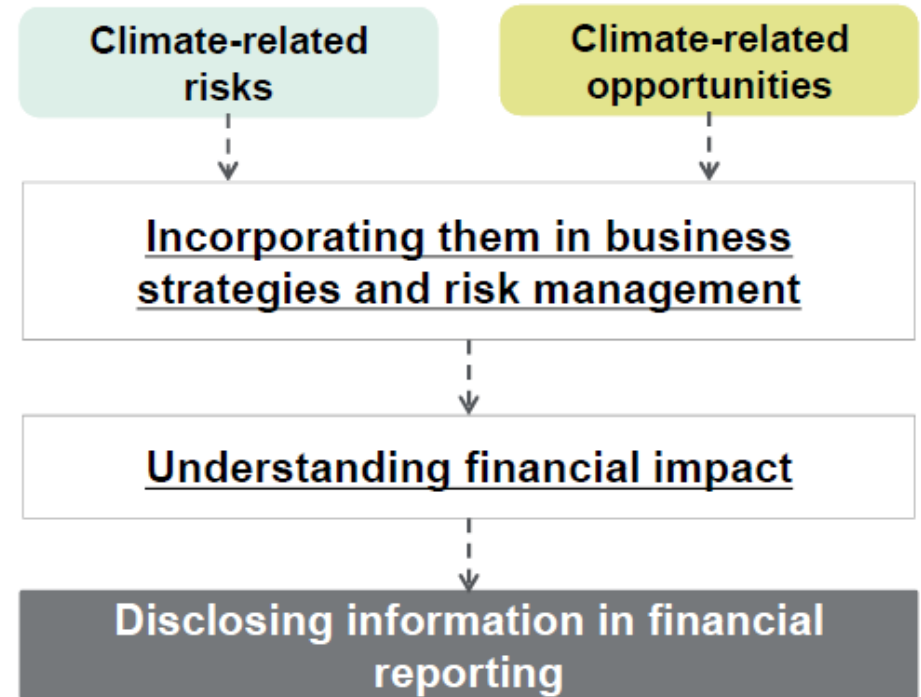 Climate-related
risks
Climate-related
opportunities
Incorporating them in business
strategies and risk management
Understanding financial impact
Disclosing information in financial
reporting